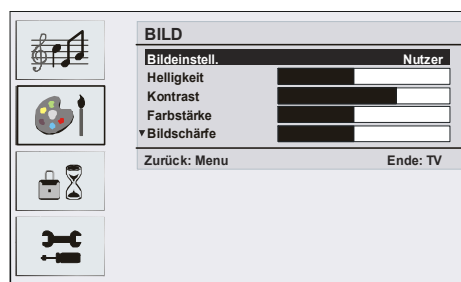 BILD
Bildeinstell. Nutzer
Helligkeit
Kontrast
Farbstärke
▼Bildschärfe
Zurück: Menu Ende: TV